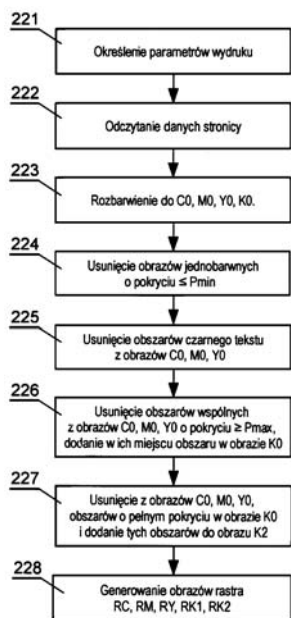 221
Określenie parametrów wydruku
222
Odczytanie danych stronicy
223
Rozbarwienie do C0, M0, Y0, K0.
224
Usunięcie obrazów jednobarwnych
o pokryciu ≤ Pmin
225
Usunięcie obszarów czarnego tekstu
z obrazów C0, M0, Y0
226
Usunięcie obszarów wspólnych
z obrazów C0, M0, Y0 o pokryciu ≥ Pmax,
dodanie w ich miejscu obszaru w obrazie K0
227
Usunięcie z obrazów C0, M0, Y0,
obszarów o pełnym pokryciu w obrazie K0
i dodanie tych obszarów do obrazu K2
228
Generowanie obrazów rastra
RC, RM, RY, RK1, RK2